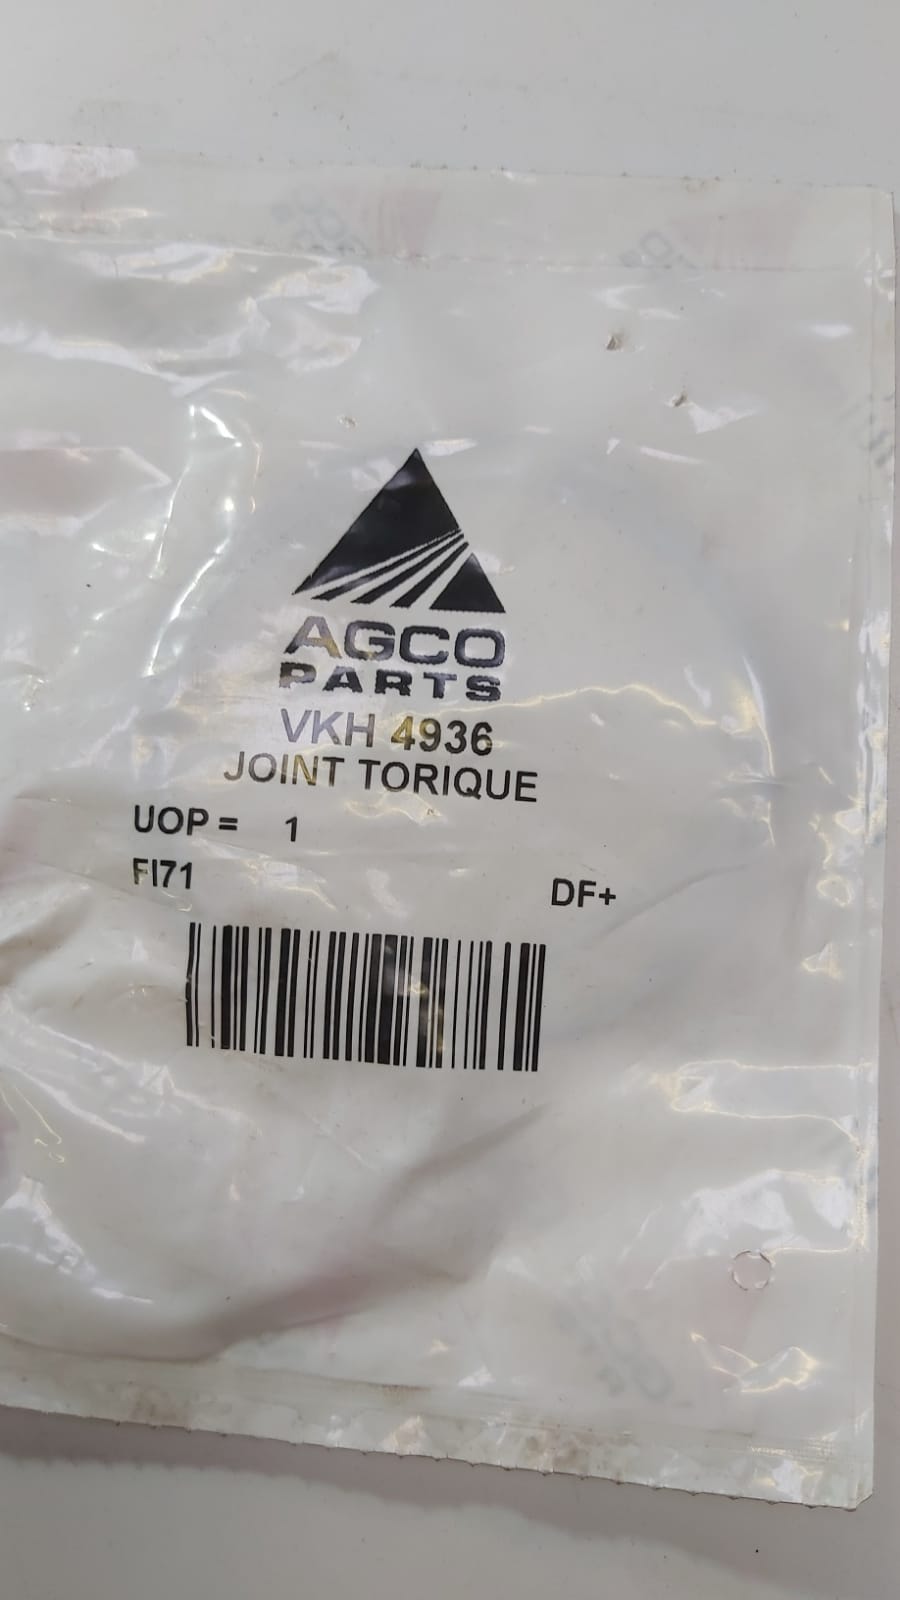 AGCO
PARTS
VKH 4936
JOINT TORIQUE
UOP = 1
FI71
DF+